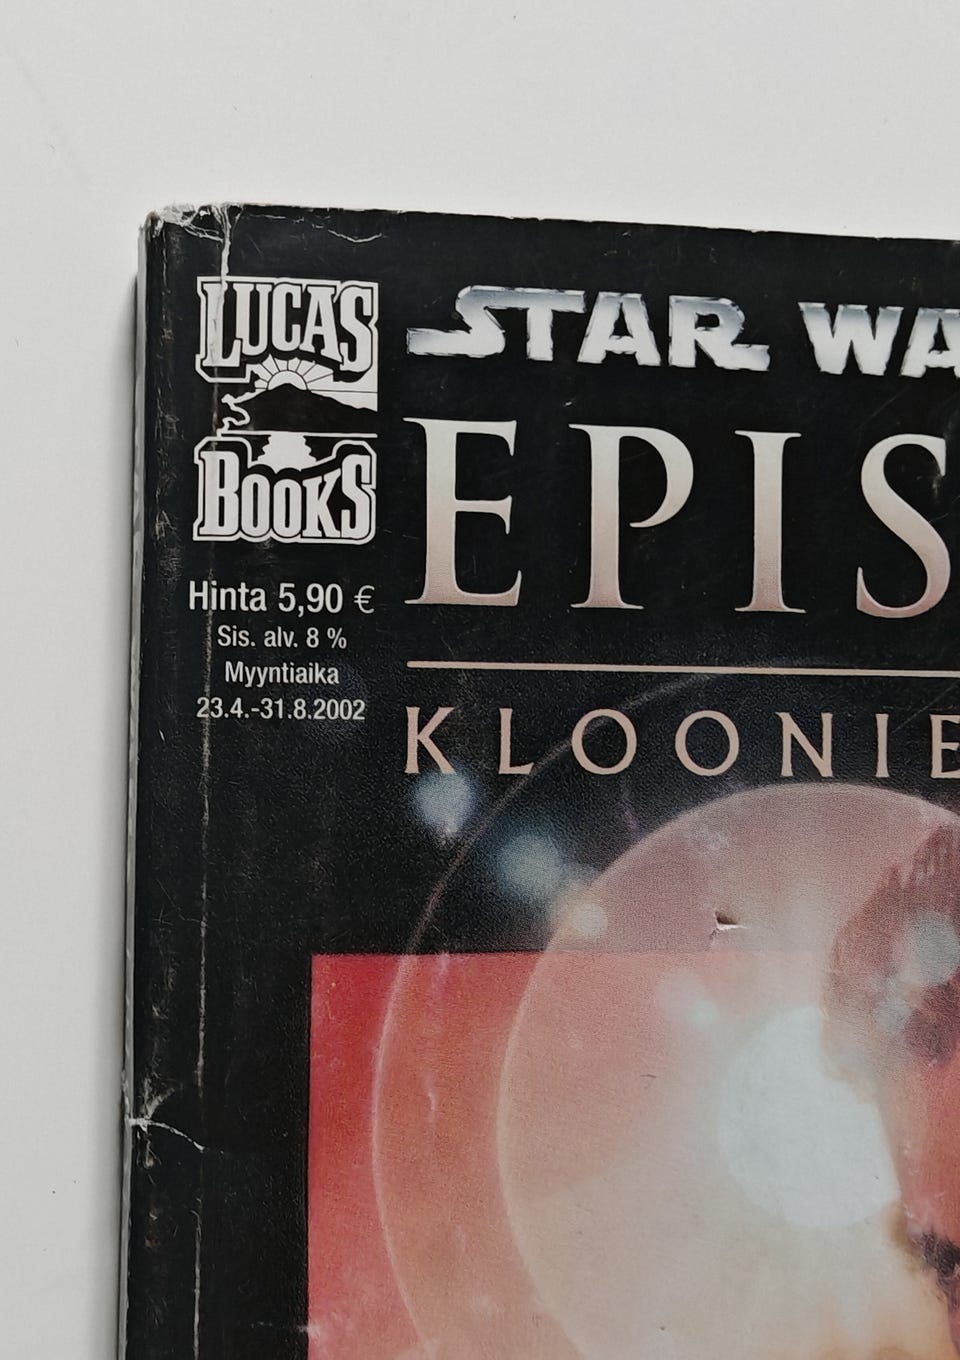 LUCAS
BOOKS
Hinta 5,90 €
Sis. alv. 8 %
Myyntiaika
23.4.-31.8.2002
STAR WA
EPIS
KLOONIE